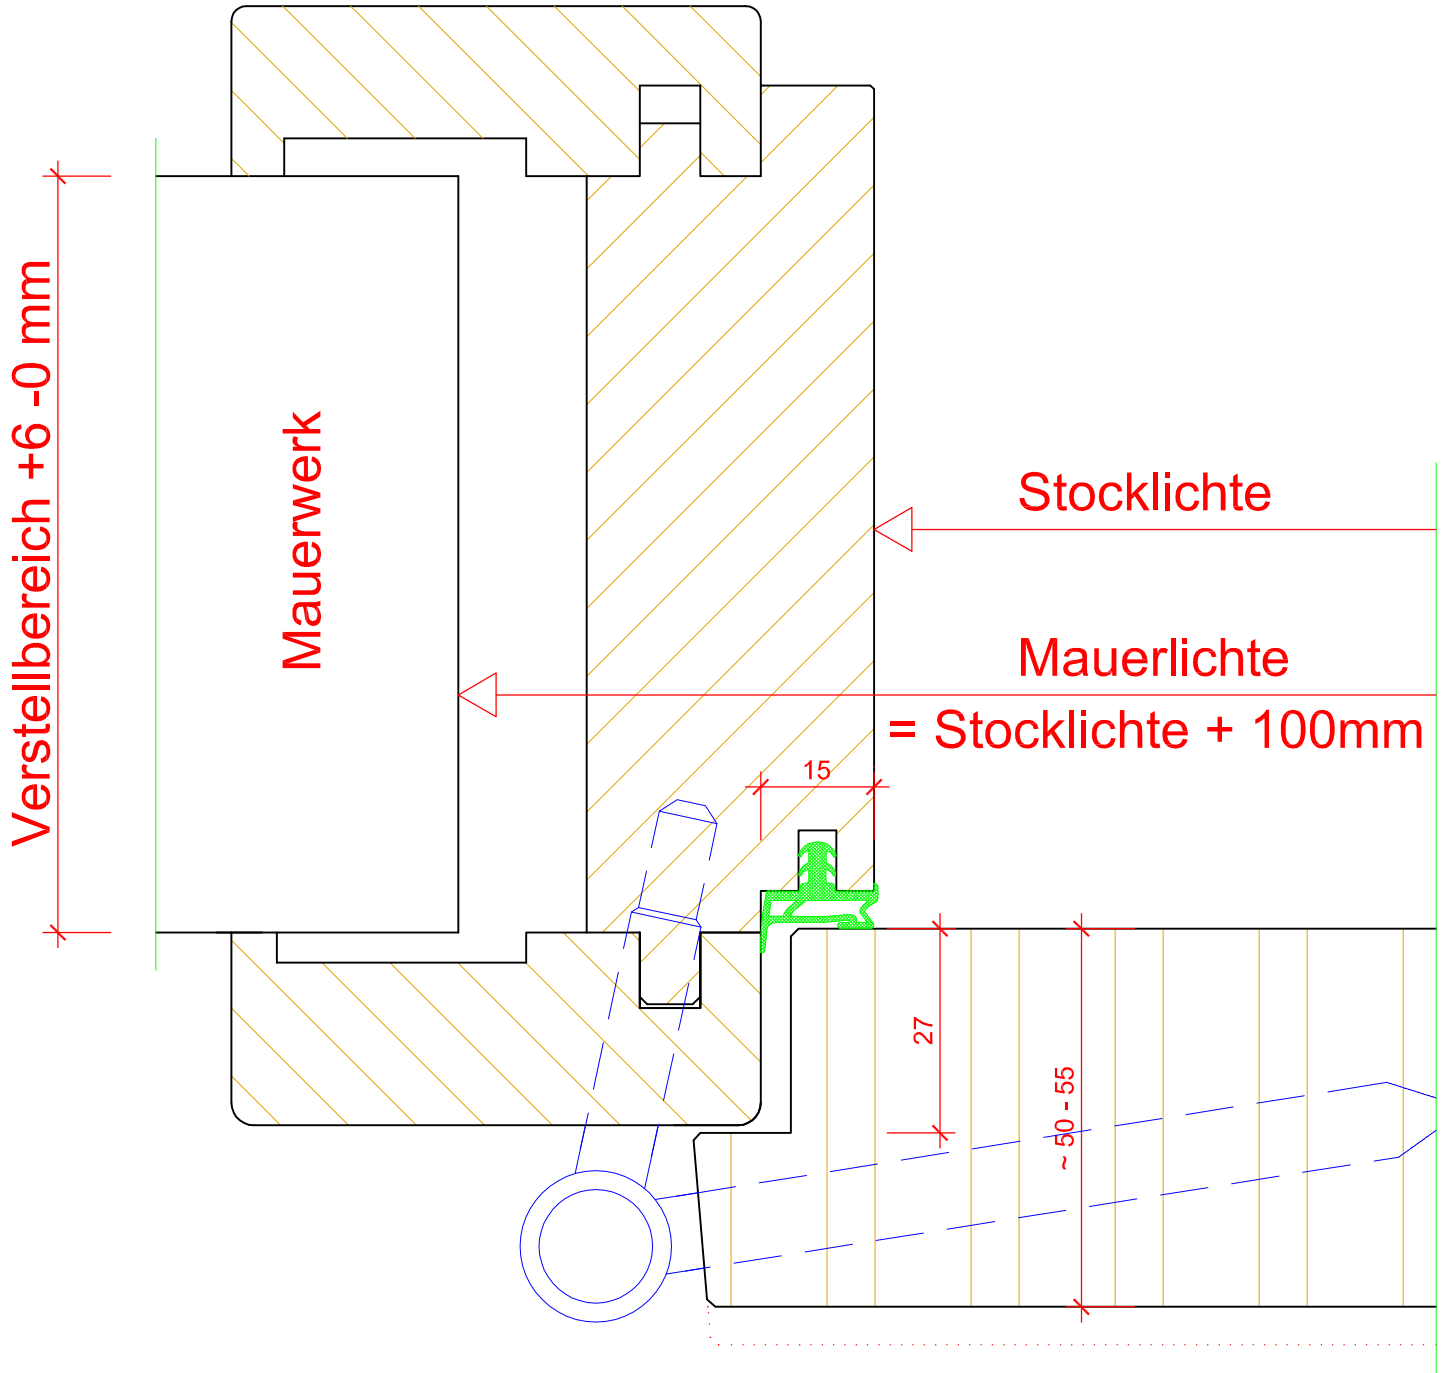 Verstellbereich +6 -0 mm
Mauerwerk
Stocklichte
Mauerlichte
= Stocklichte + 100mm
15
27
~ 50 - 55